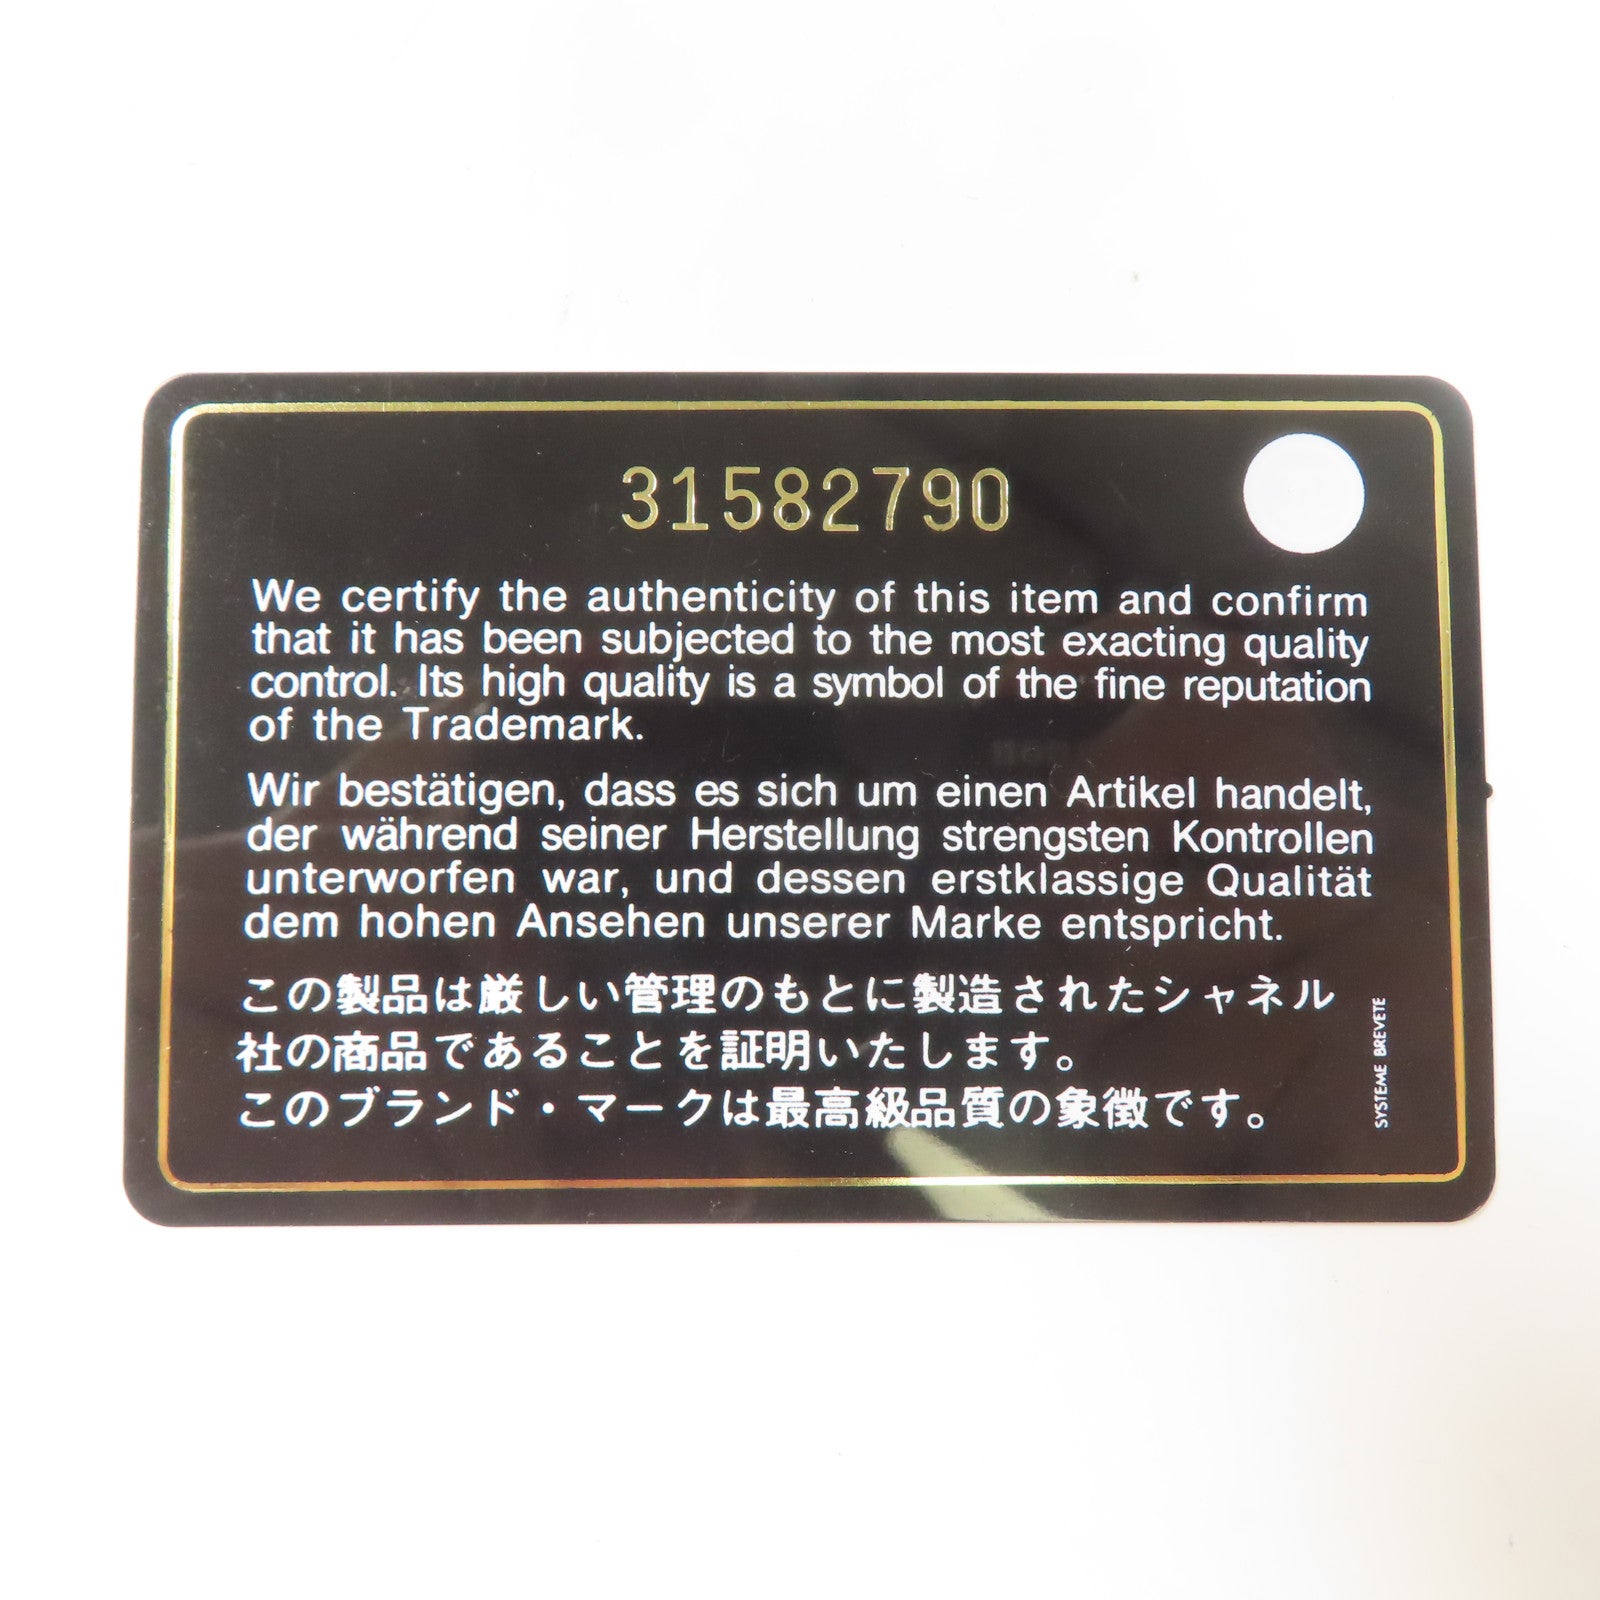 31582790
We certify the authenticity of this item and confirm
that it has been subjected to the most exacting quality
control. Its high quality is a symbol of the fine reputation
of the Trademark.
Wir bestätigen, dass es sich um einen Artikel handelt,
der während seiner Herstellung strengsten Kontrollen
unterworfen war, und dessen erstklassige Qualität
dem hohen Ansehen unserer Marke entspricht.
この製品は厳しい管理のもとに製造されたシャネル
社の商品であることを証明いたします。
このブランド・マークは最高級品質の象徴です。
SYSTEME BREVETE